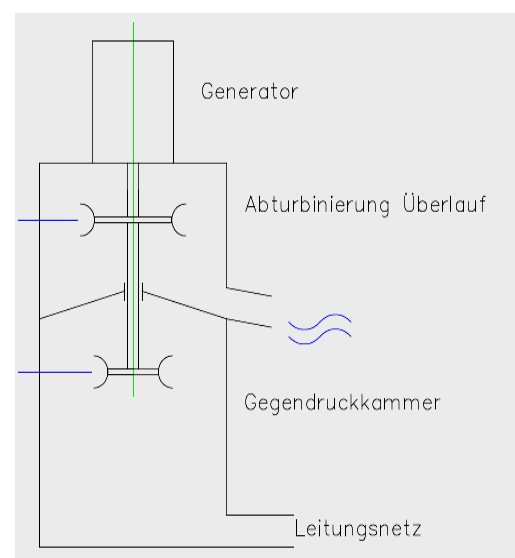 Generator
Abturbinierung Überlauf
Gegendruckkammer
Leitungsnetz